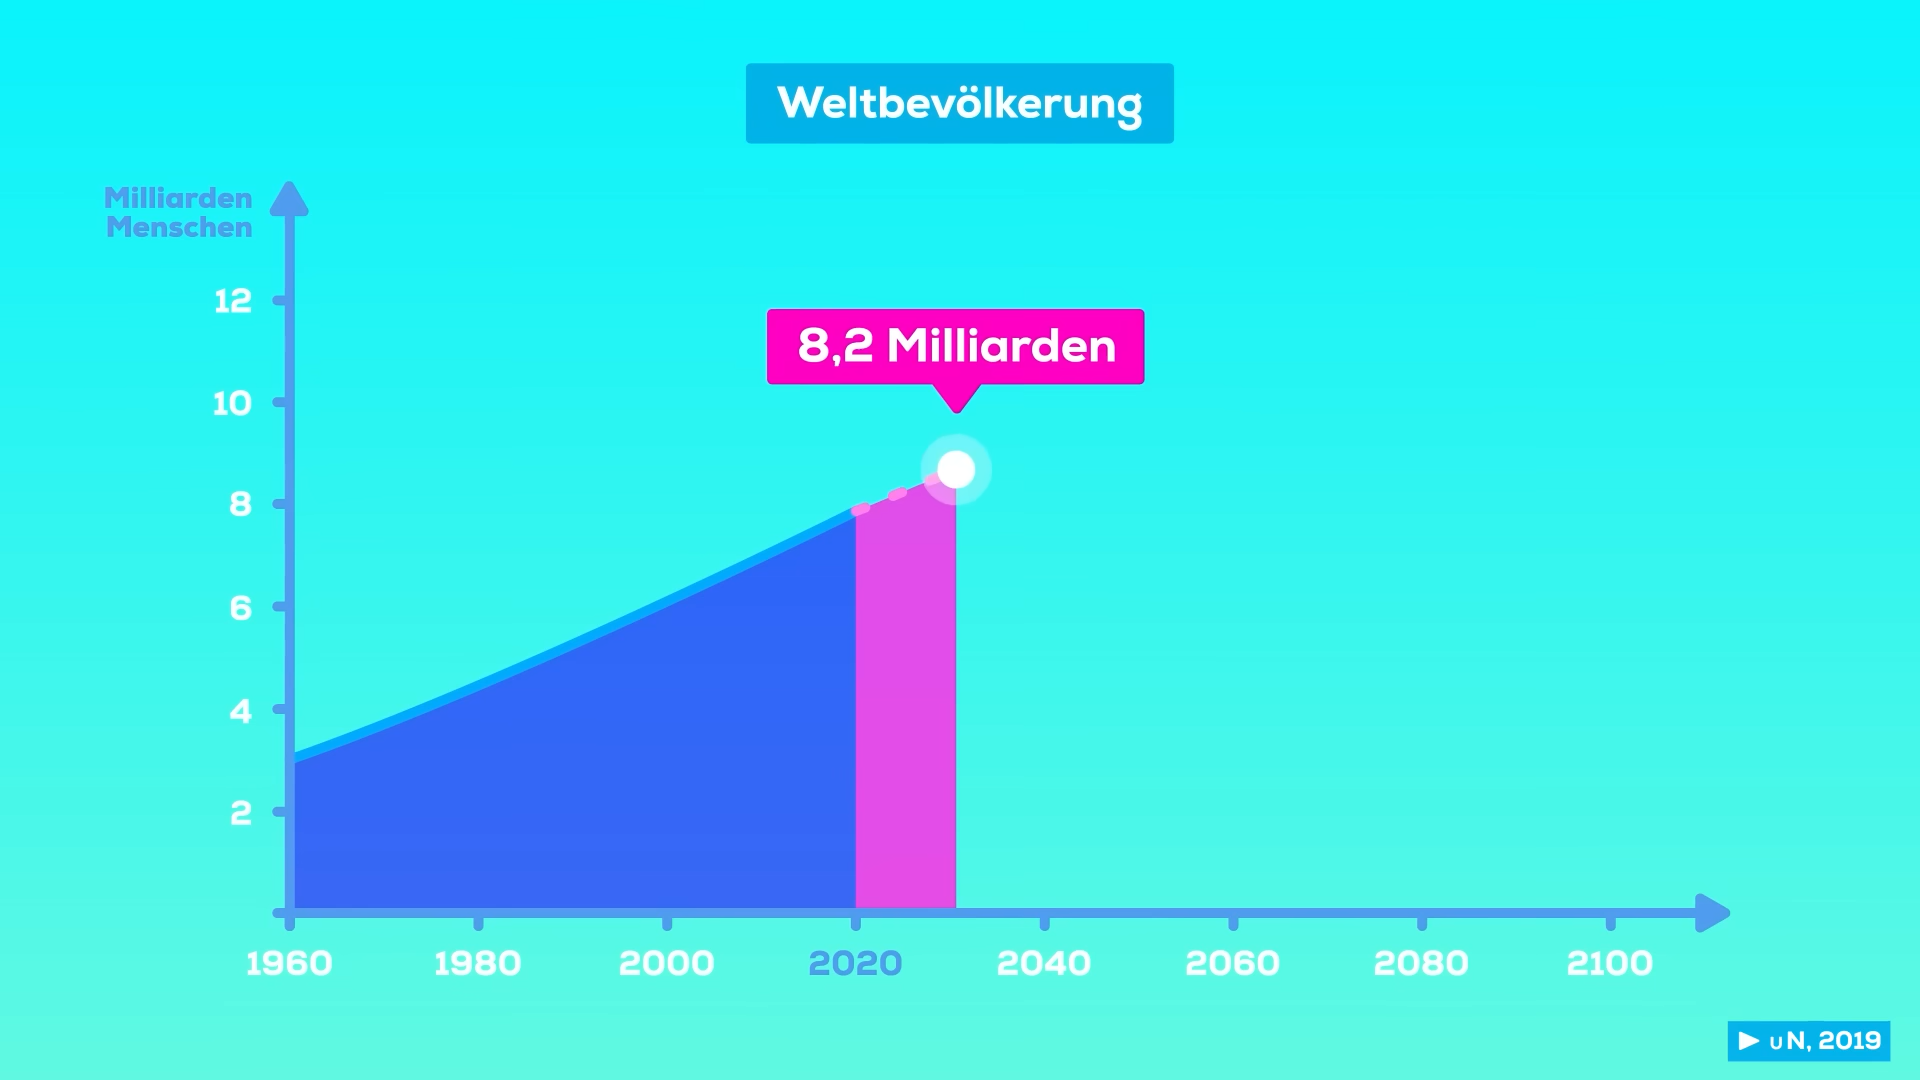 Weltbevölkerung
Milliarden
Menschen
12
10
8
6
4
2
8,2 Milliarden
1960 1980 2000 2020 2040 2060 2080 2100
▶ uN, 2019